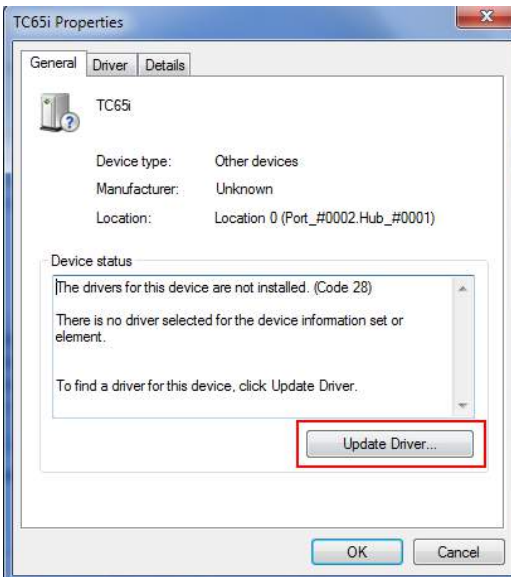 TC65i Properties
General Driver Details
TC65i
Device type: Other devices
Manufacturer: Unknown
Location: Location 0 (Port_#0002.Hub_#0001)
Device status
The drivers for this device are not installed. (Code 28)
There is no driver selected for the device information set or
element.
To find a driver for this device, click Update Driver.
Update Driver...
OK Cancel